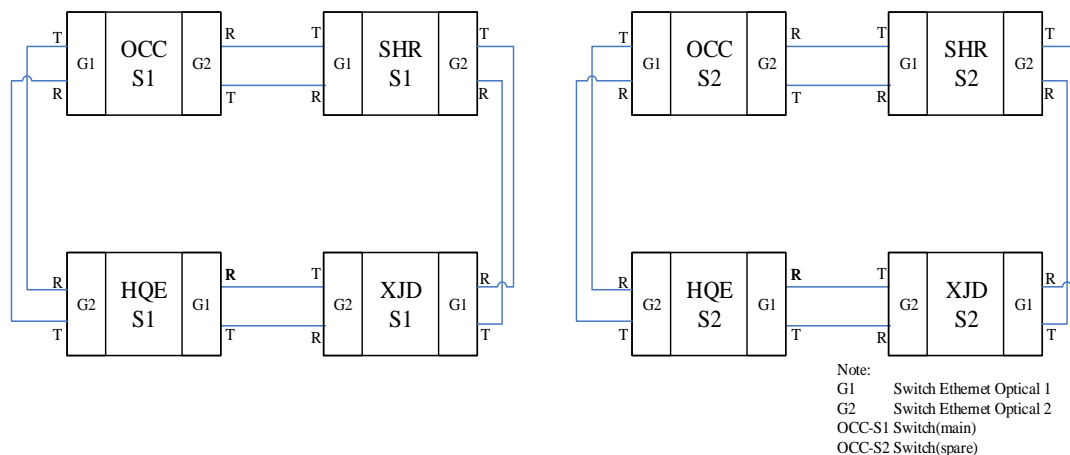 T
G1
OCC
S1
G2
R
T
SHR
S1
G1
G2
T
R
T
R
R
T
G2
HQE
S1
G1
R
T
G2
XJD
S1
G1
R
R
T
R
T
T
G1
OCC
S2
G2
R
T
SHR
S2
G1
G2
T
R
T
R
R
R
G2
HQE
S2
G1
R
T
G2
XJD
S2
G1
R
T
T
R
T
Note:
G1 Switch Ethernet Optical 1
G2 Switch Ethernet Optical 2
OCC-S1 Switch(main)
OCC-S2 Switch(spare)